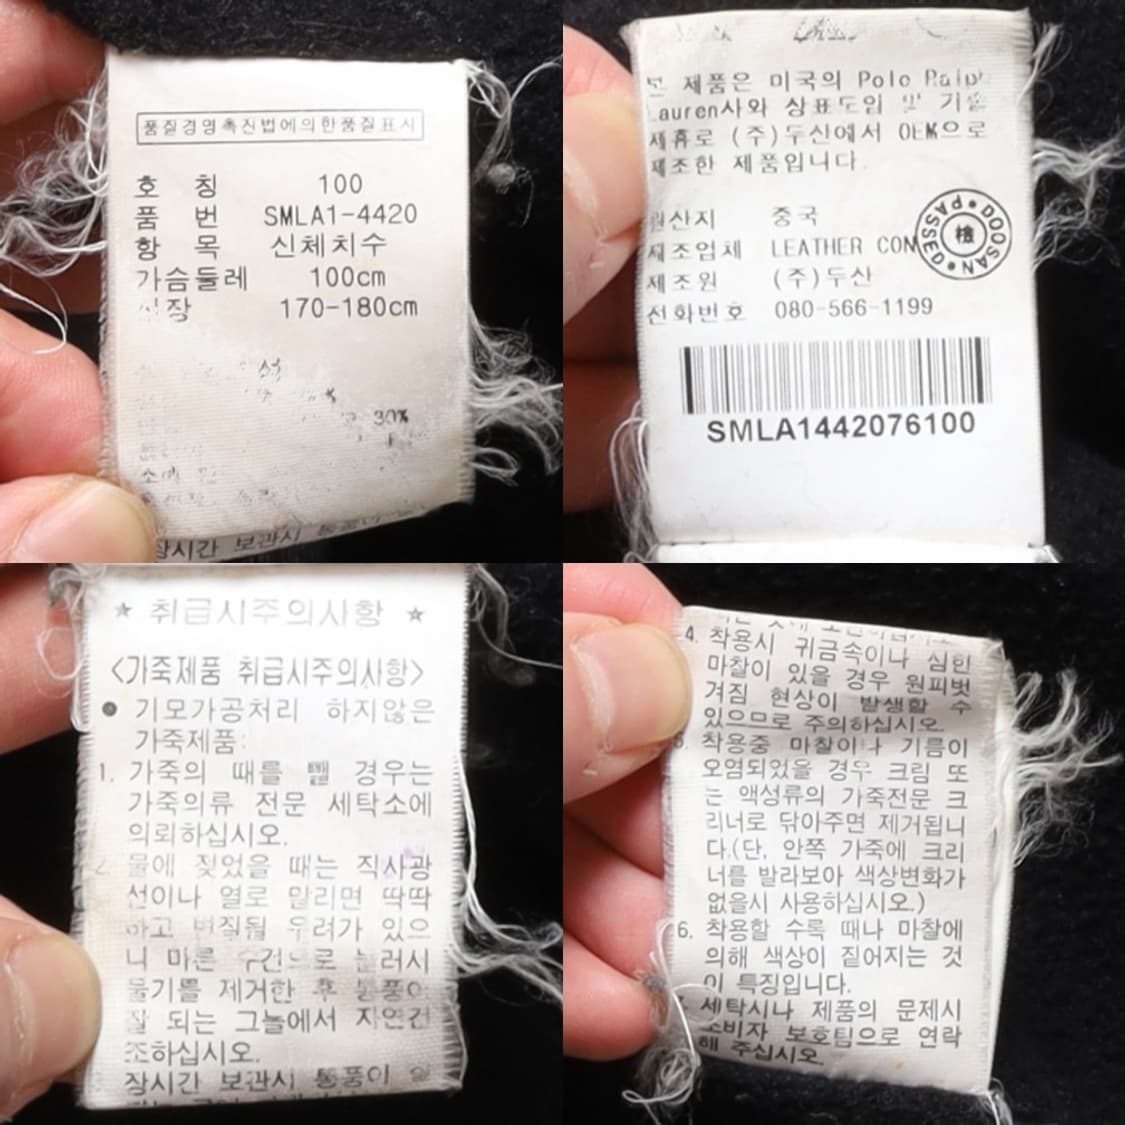 품질경영촉진법에의한품질표시
호 칭 100
품 번 SMLA1-4420
항 목 신체치수
가슴둘레 100cm
170-180cm
30%
장시간 보관시 통풍이
본 제품은 미국의 Polo Ralph
Lauren사와 상표도입 및 기술
제휴로 (주)두산에서 OEM으로
제조한 제품입니다.
원산지 중국
제조업체 LEATHER CON
제조원 (주)두산
전화번호 080-566-1199
DOOSAN PASSED
檢
SMLA1442076100
★ 취급시주의사항 ★
<가죽제품 취급시주의사항>
● 기모가공처리 하지않은
가죽제품:
1. 가죽의 때를 뺄 경우는
가죽의류 전문 세탁소에
의뢰하십시오.
2. 물에 젖었을 때는 직사광
선이나 열로 말리면 딱딱
하고 변질될 우려가 있으
니 마른 수건으로 눌러서
물기를 제거한 후 통풍이
잘 되는 그늘에서 자연건
조하십시오.
장시간 보관시 통풍이 잘
4. 착용시 귀금속이나 심한
마찰이 있을 경우 원피벗
겨짐 현상이 발생할 수
있으므로 주의하십시오.
5. 착용중 마찰이나 기름이
오염되었을 경우 크림 또
는 액성류의 가죽전문 크
리너로 닦아주면 제거됩니
다.(단, 안쪽 가죽에 크리
너를 발라보아 색상변화가
없을시 사용하십시오.)
6. 착용할 수록 때나 마찰에
의해 색상이 짙어지는 것
이 특징입니다.
세탁시나 제품의 문제시
소비자 보호팀으로 연락
해 주십시오.